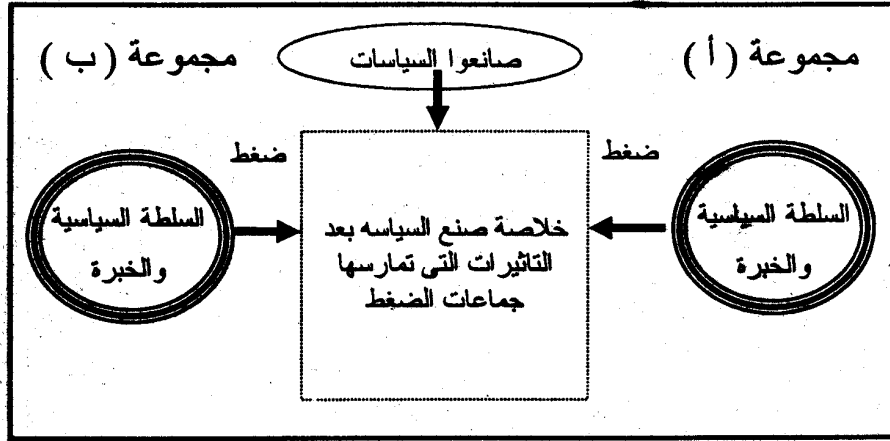 مجموعة ( أ )
صانعوا السياسات
مجموعة ( ب )
ضغط
ضغط
السلطة السياسية
والخبرة
خلاصة صنع السياسه بعد
التاثيرات التى تمارسها
جماعات الضغط
السلطة السياسية
والخبرة